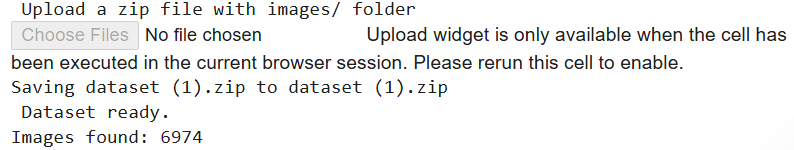 Upload a zip file with images/ folder
Choose Files No file chosen Upload widget is only available when the cell has
been executed in the current browser session. Please rerun this cell to enable.
Saving dataset (1).zip to dataset (1).zip
Dataset ready.
Images found: 6974